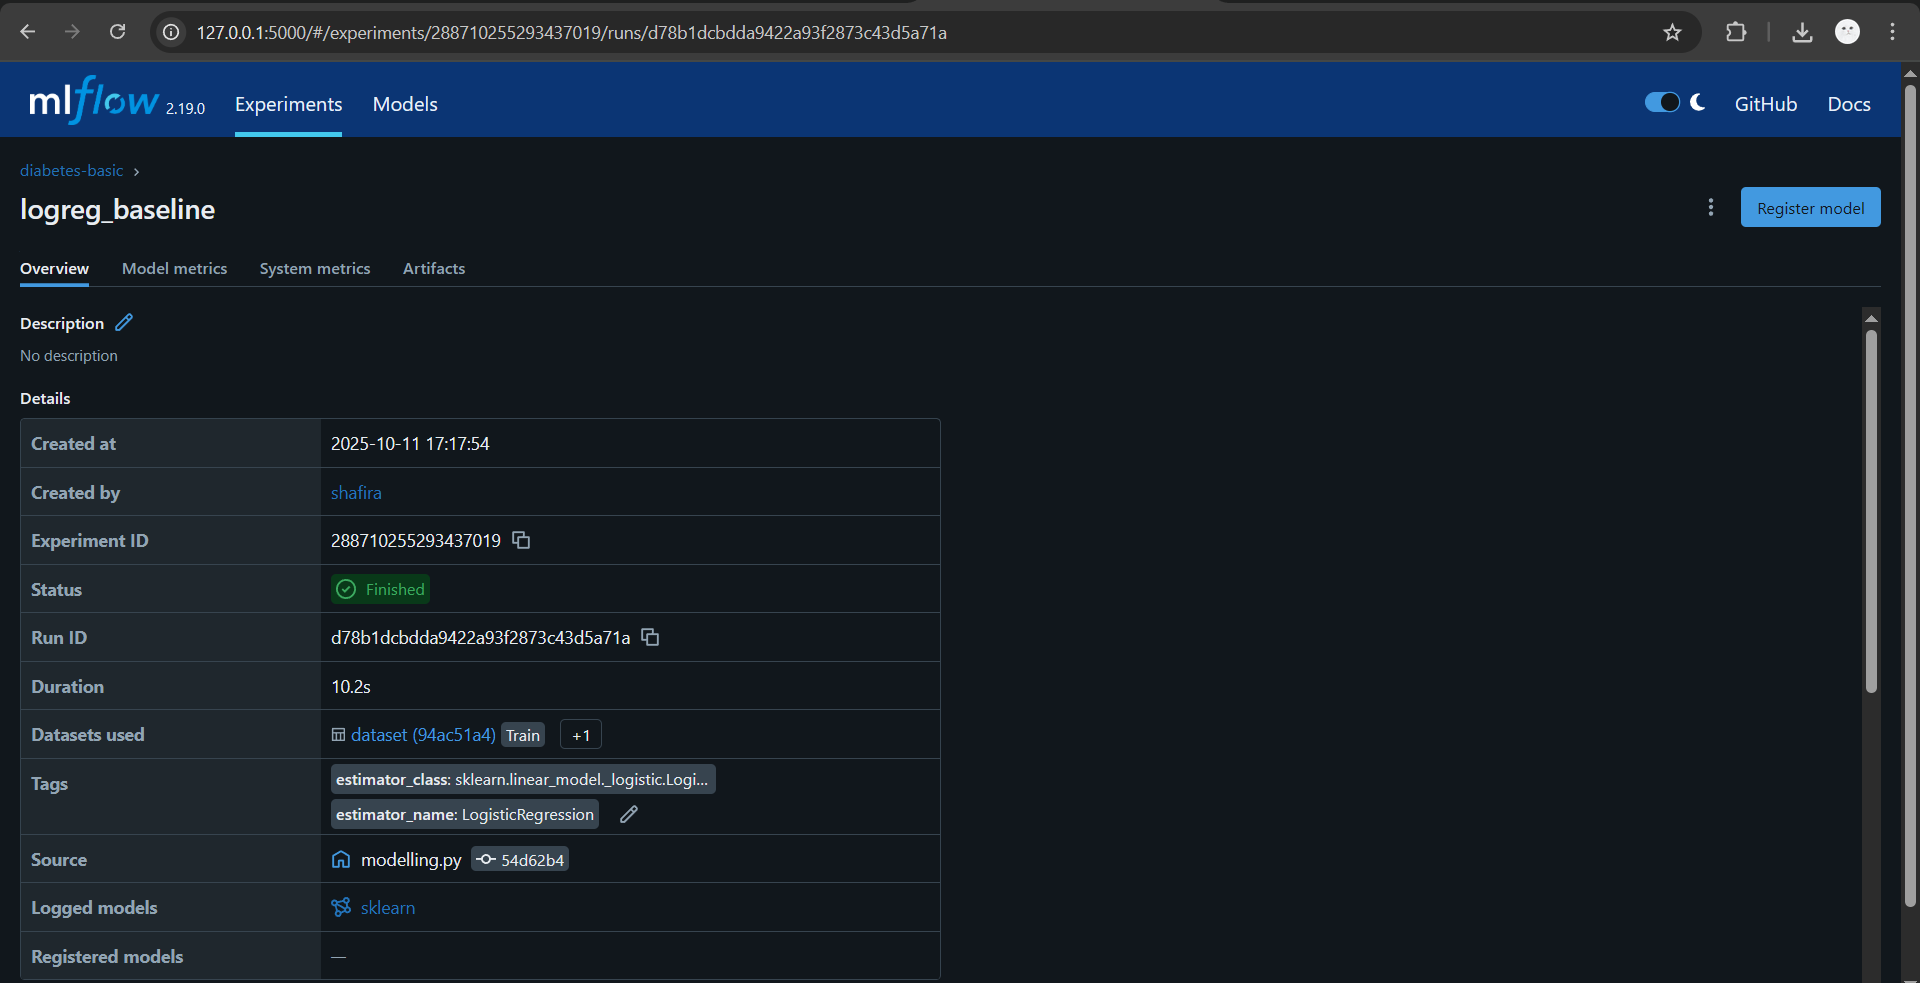 127.0.0.1:5000/#/experiments/288710255293437019/runs/d78b1dcbdda9422a93f2873c43d5a71a
mlflow 2.19.0 Experiments Models GitHub Docs
diabetes-basic ›
logreg_baseline
Register model
Overview Model metrics System metrics Artifacts
Description
No description
Details
Created at 2025-10-11 17:17:54
Created by shafira
Experiment ID 288710255293437019
Status Finished
Run ID d78b1dcbdda9422a93f2873c43d5a71a
Duration 10.2s
Datasets used dataset (94ac51a4) Train +1
Tags estimator_class: sklearn.linear_model._logistic.Logi...
estimator_name: LogisticRegression
Source modelling.py 54d62b4
Logged models sklearn
Registered models —